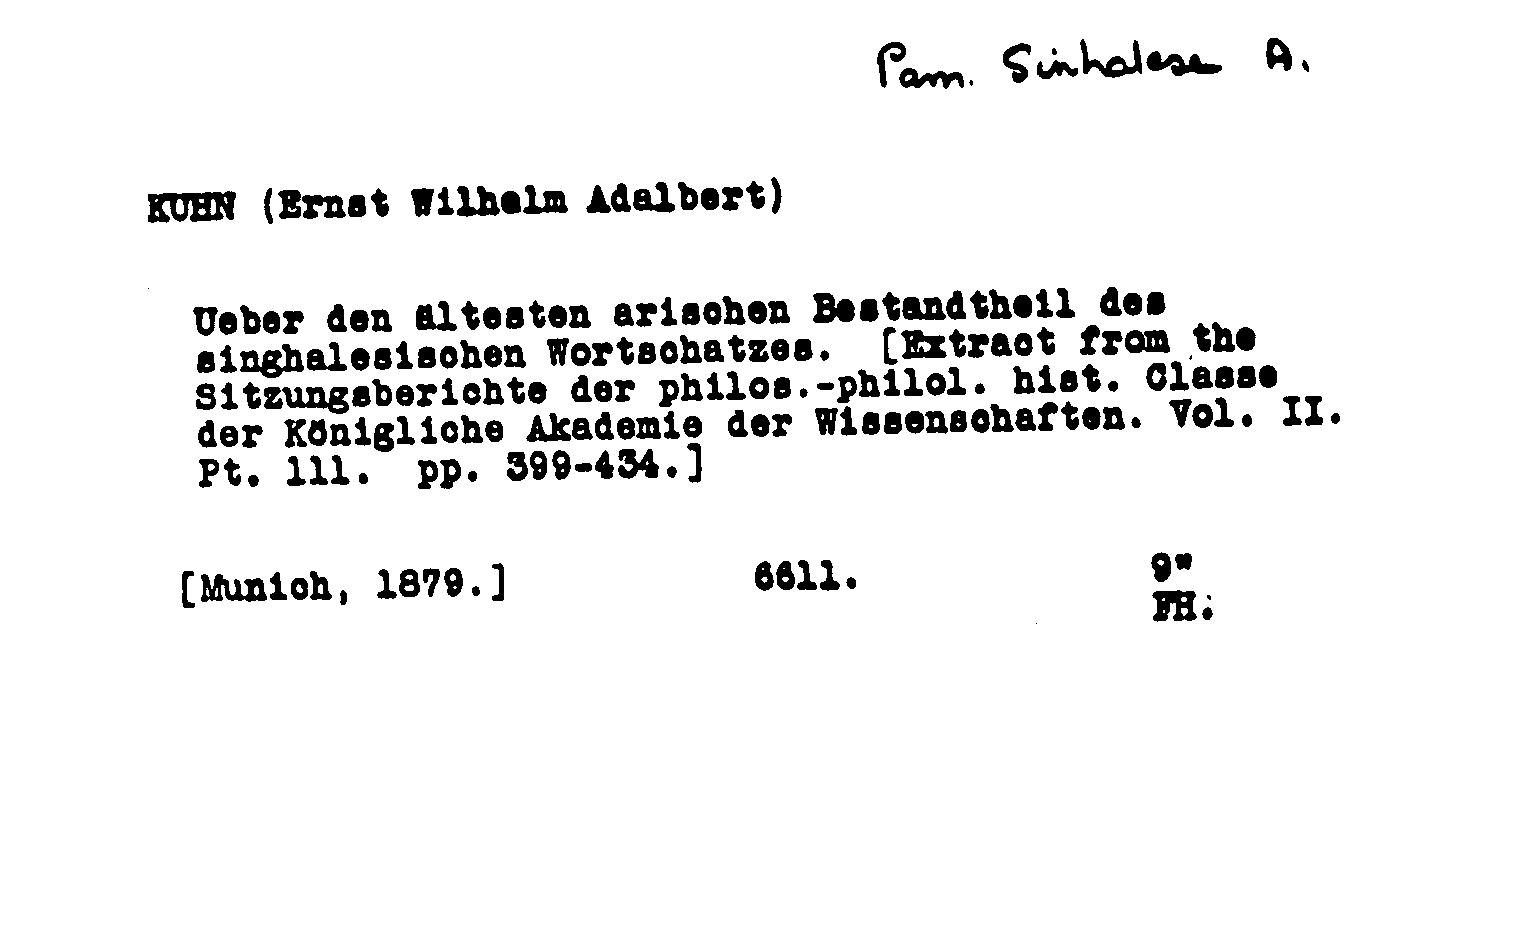 Pam. Sinhalese A.
KUHN (Ernst Wilhelm Adalbert)
Ueber den ältesten arischen Bestandtheil des
singhalesischen Wortschatzes. [Extract from the
Sitzungsberichte der philos.-philol. hist. Classe
der Königliche Akademie der Wissenschaften. Vol. II.
Pt. lll. pp. 399-434.]
[Munich, 1879.] 6611. 9"
FH.